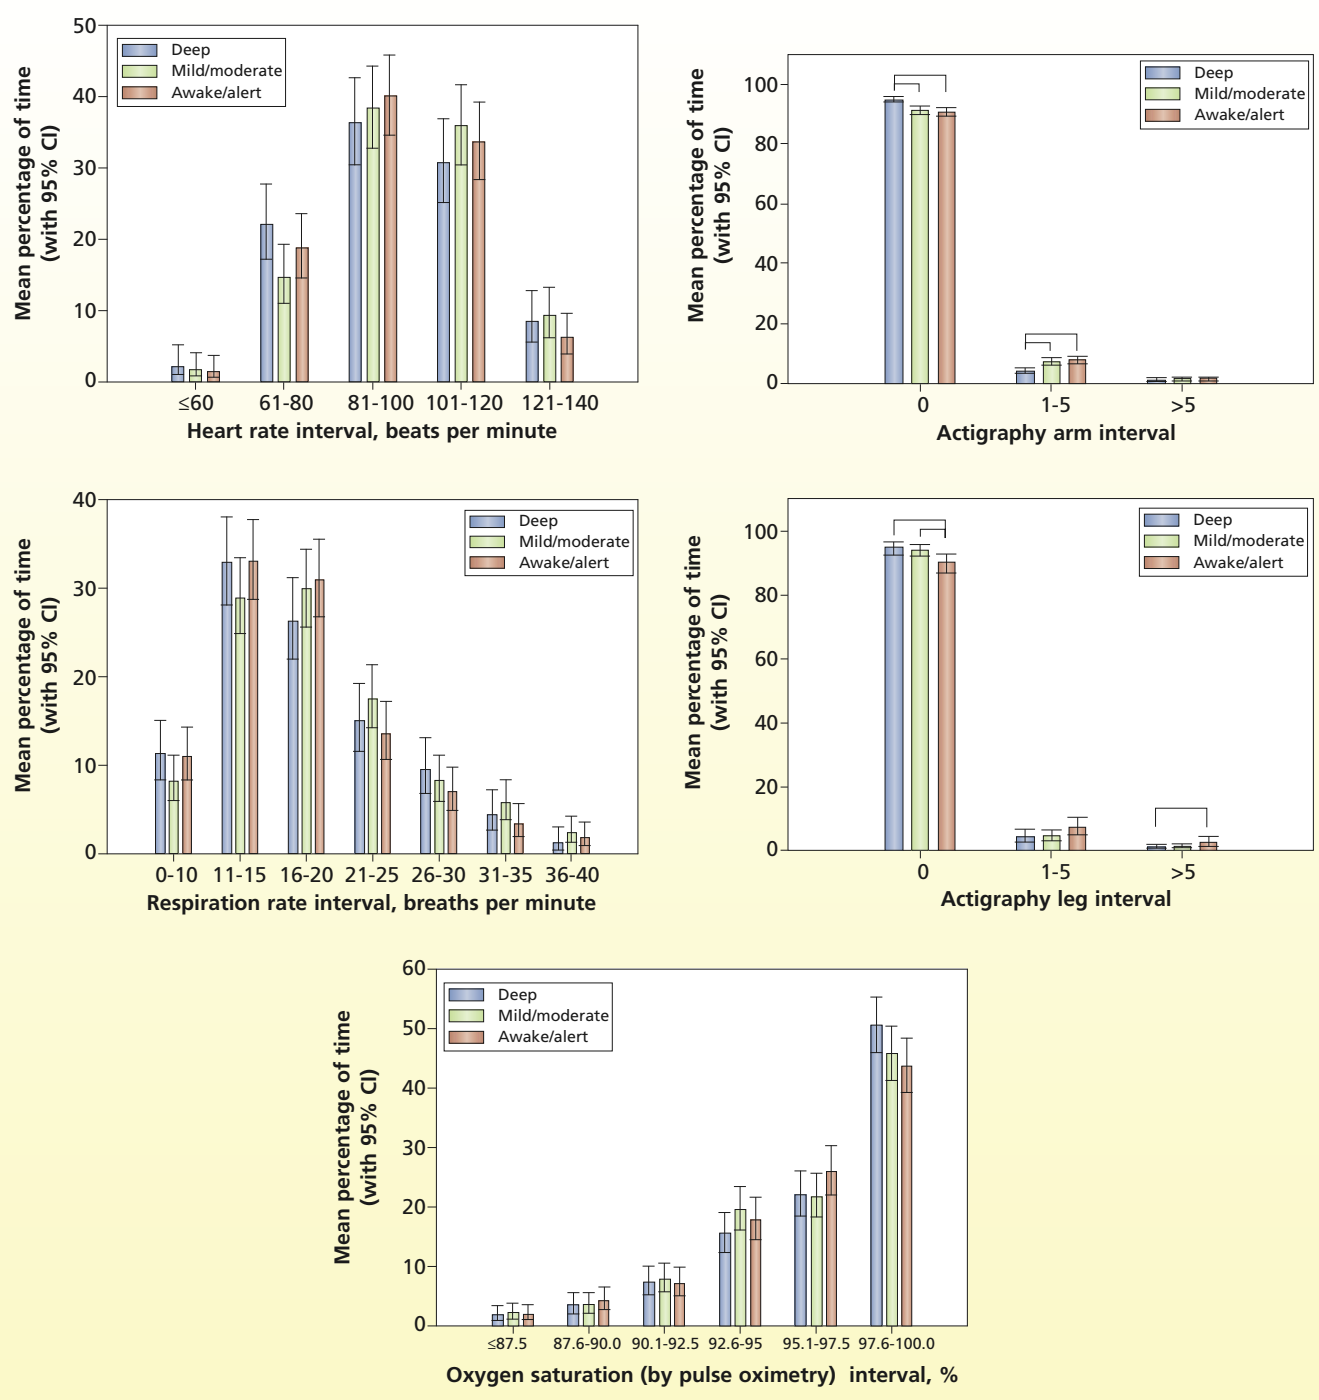 Mean percentage of time
(with 95% CI)
50
40
30
20
10
0
Deep
Mild/moderate
Awake/alert
≤60 61-80 81-100 101-120 121-140
Heart rate interval, beats per minute
Mean percentage of time
(with 95% CI)
100
80
60
40
20
0
Deep
Mild/moderate
Awake/alert
0 1-5 >5
Actigraphy arm interval
Mean percentage of time
(with 95% CI)
40
30
20
10
0
Deep
Mild/moderate
Awake/alert
0-10 11-15 16-20 21-25 26-30 31-35 36-40
Respiration rate interval, breaths per minute
Mean percentage of time
(with 95% CI)
100
80
60
40
20
0
Deep
Mild/moderate
Awake/alert
0 1-5 >5
Actigraphy leg interval
Mean percentage of time
(with 95% CI)
60
50
40
30
20
10
0
Deep
Mild/moderate
Awake/alert
≤87.5 87.6-90.0 90.1-92.5 92.6-95 95.1-97.5 97.6-100.0
Oxygen saturation (by pulse oximetry) interval, %